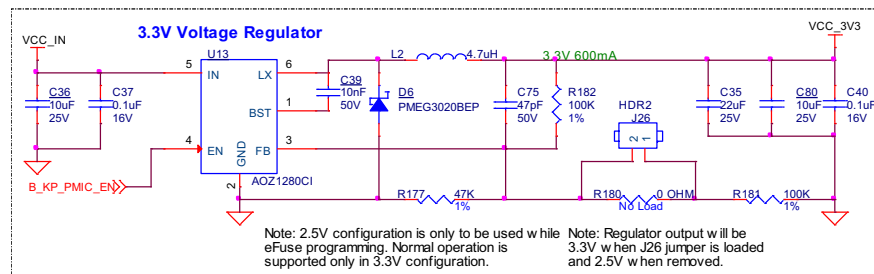 3.3V Voltage Regulator
VCC_IN
VCC_3V3
U13
L2
4.7uH
3.3V 600mA
5
IN
LX
6
C36
10uF
25V
C37
0.1uF
16V
C39
10nF
50V
D6
PMEG3020BEP
C75
47pF
50V
R182
100K
1%
HDR2
J26
2
1
C35
22uF
25V
C80
10uF
25V
C40
0.1uF
16V
BST
1
4
EN
FB
3
GND
2
AOZ1280CI
B_KP_PMIC_EN
R177
47K
1%
R180
0 OHM
No Load
R181
100K
1%
Note: 2.5V configuration is only to be used while
eFuse programming. Normal operation is
supported only in 3.3V configuration.
Note: Regulator output will be
3.3V when J26 jumper is loaded
and 2.5V when removed.